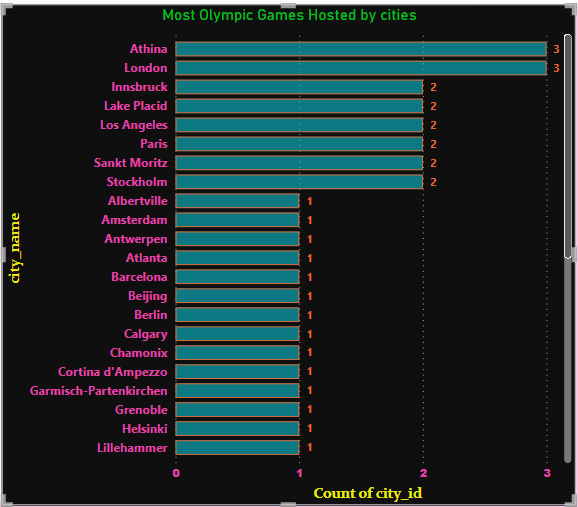 Most Olympic Games Hosted by cities
city_name
Athina 3
London 3
Innsbruck 2
Lake Placid 2
Los Angeles 2
Paris 2
Sankt Moritz 2
Stockholm 2
Albertville 1
Amsterdam 1
Antwerpen 1
Atlanta 1
Barcelona 1
Beijing 1
Berlin 1
Calgary 1
Chamonix 1
Cortina d'Ampezzo 1
Garmisch-Partenkirchen 1
Grenoble 1
Helsinki 1
Lillehammer 1
0 1 2 3
Count of city_id